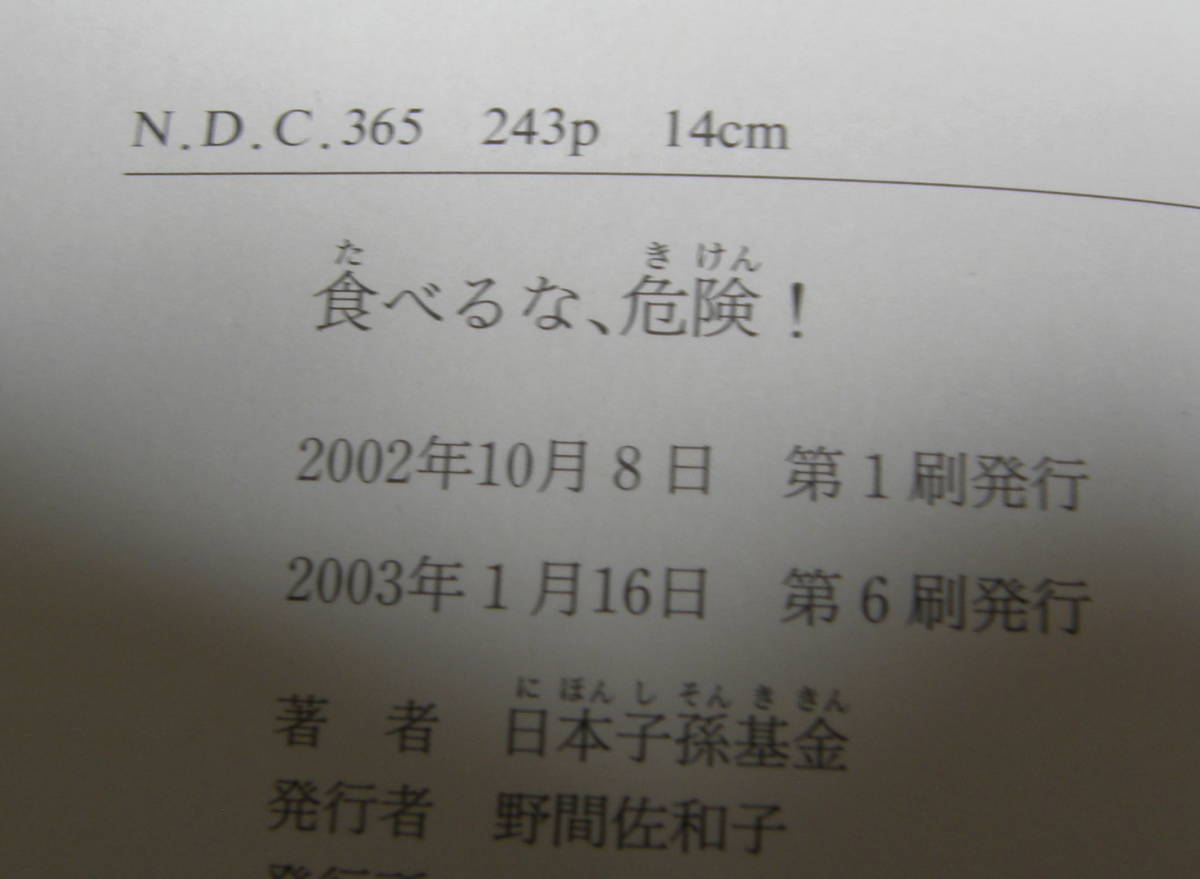 N.D.C.365　243p　14cm
た　き けん
食べるな、危険！
2002年10月8日　第1刷発行
2003年1月16日　第6刷発行
に ほん し そん き きん
著　者　日本子孫基金
発行者　野間佐和子